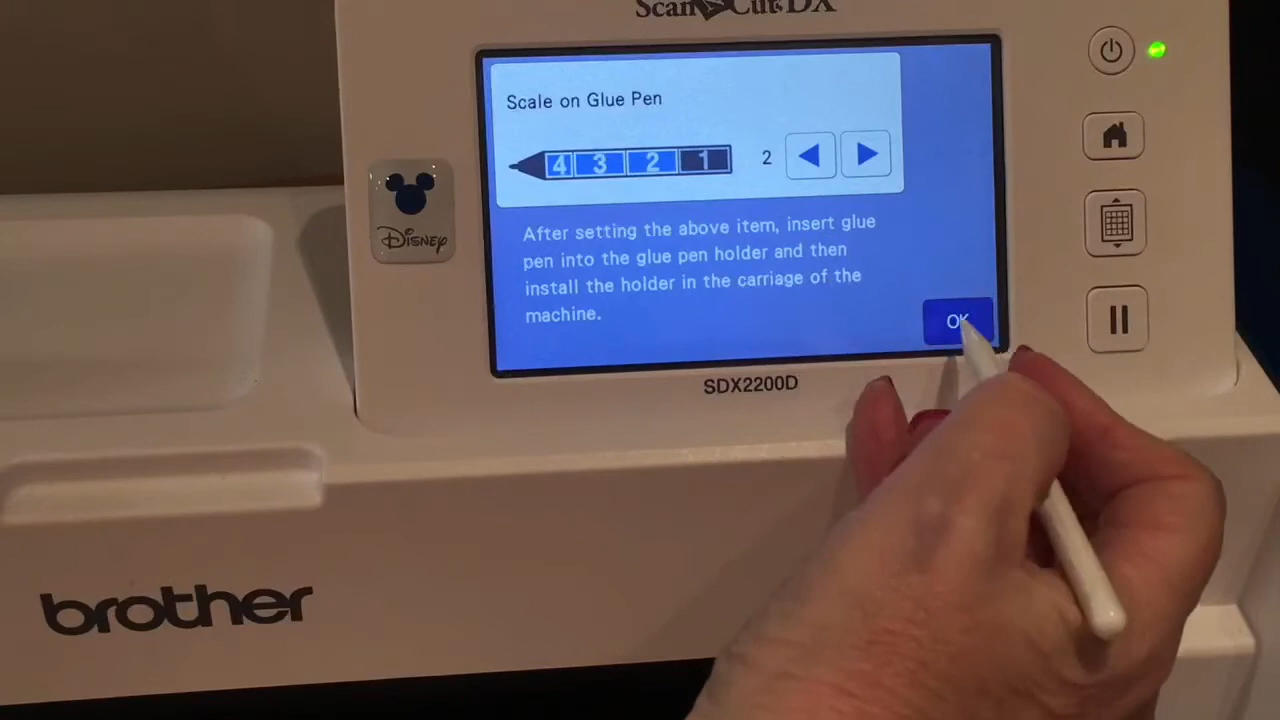 ScanNCut DX
Scale on Glue Pen
4 3 2 1 2
After setting the above item, insert glue
pen into the glue pen holder and then
install the holder in the carriage of the
machine.
OK
Disney
SDX2200D
brother